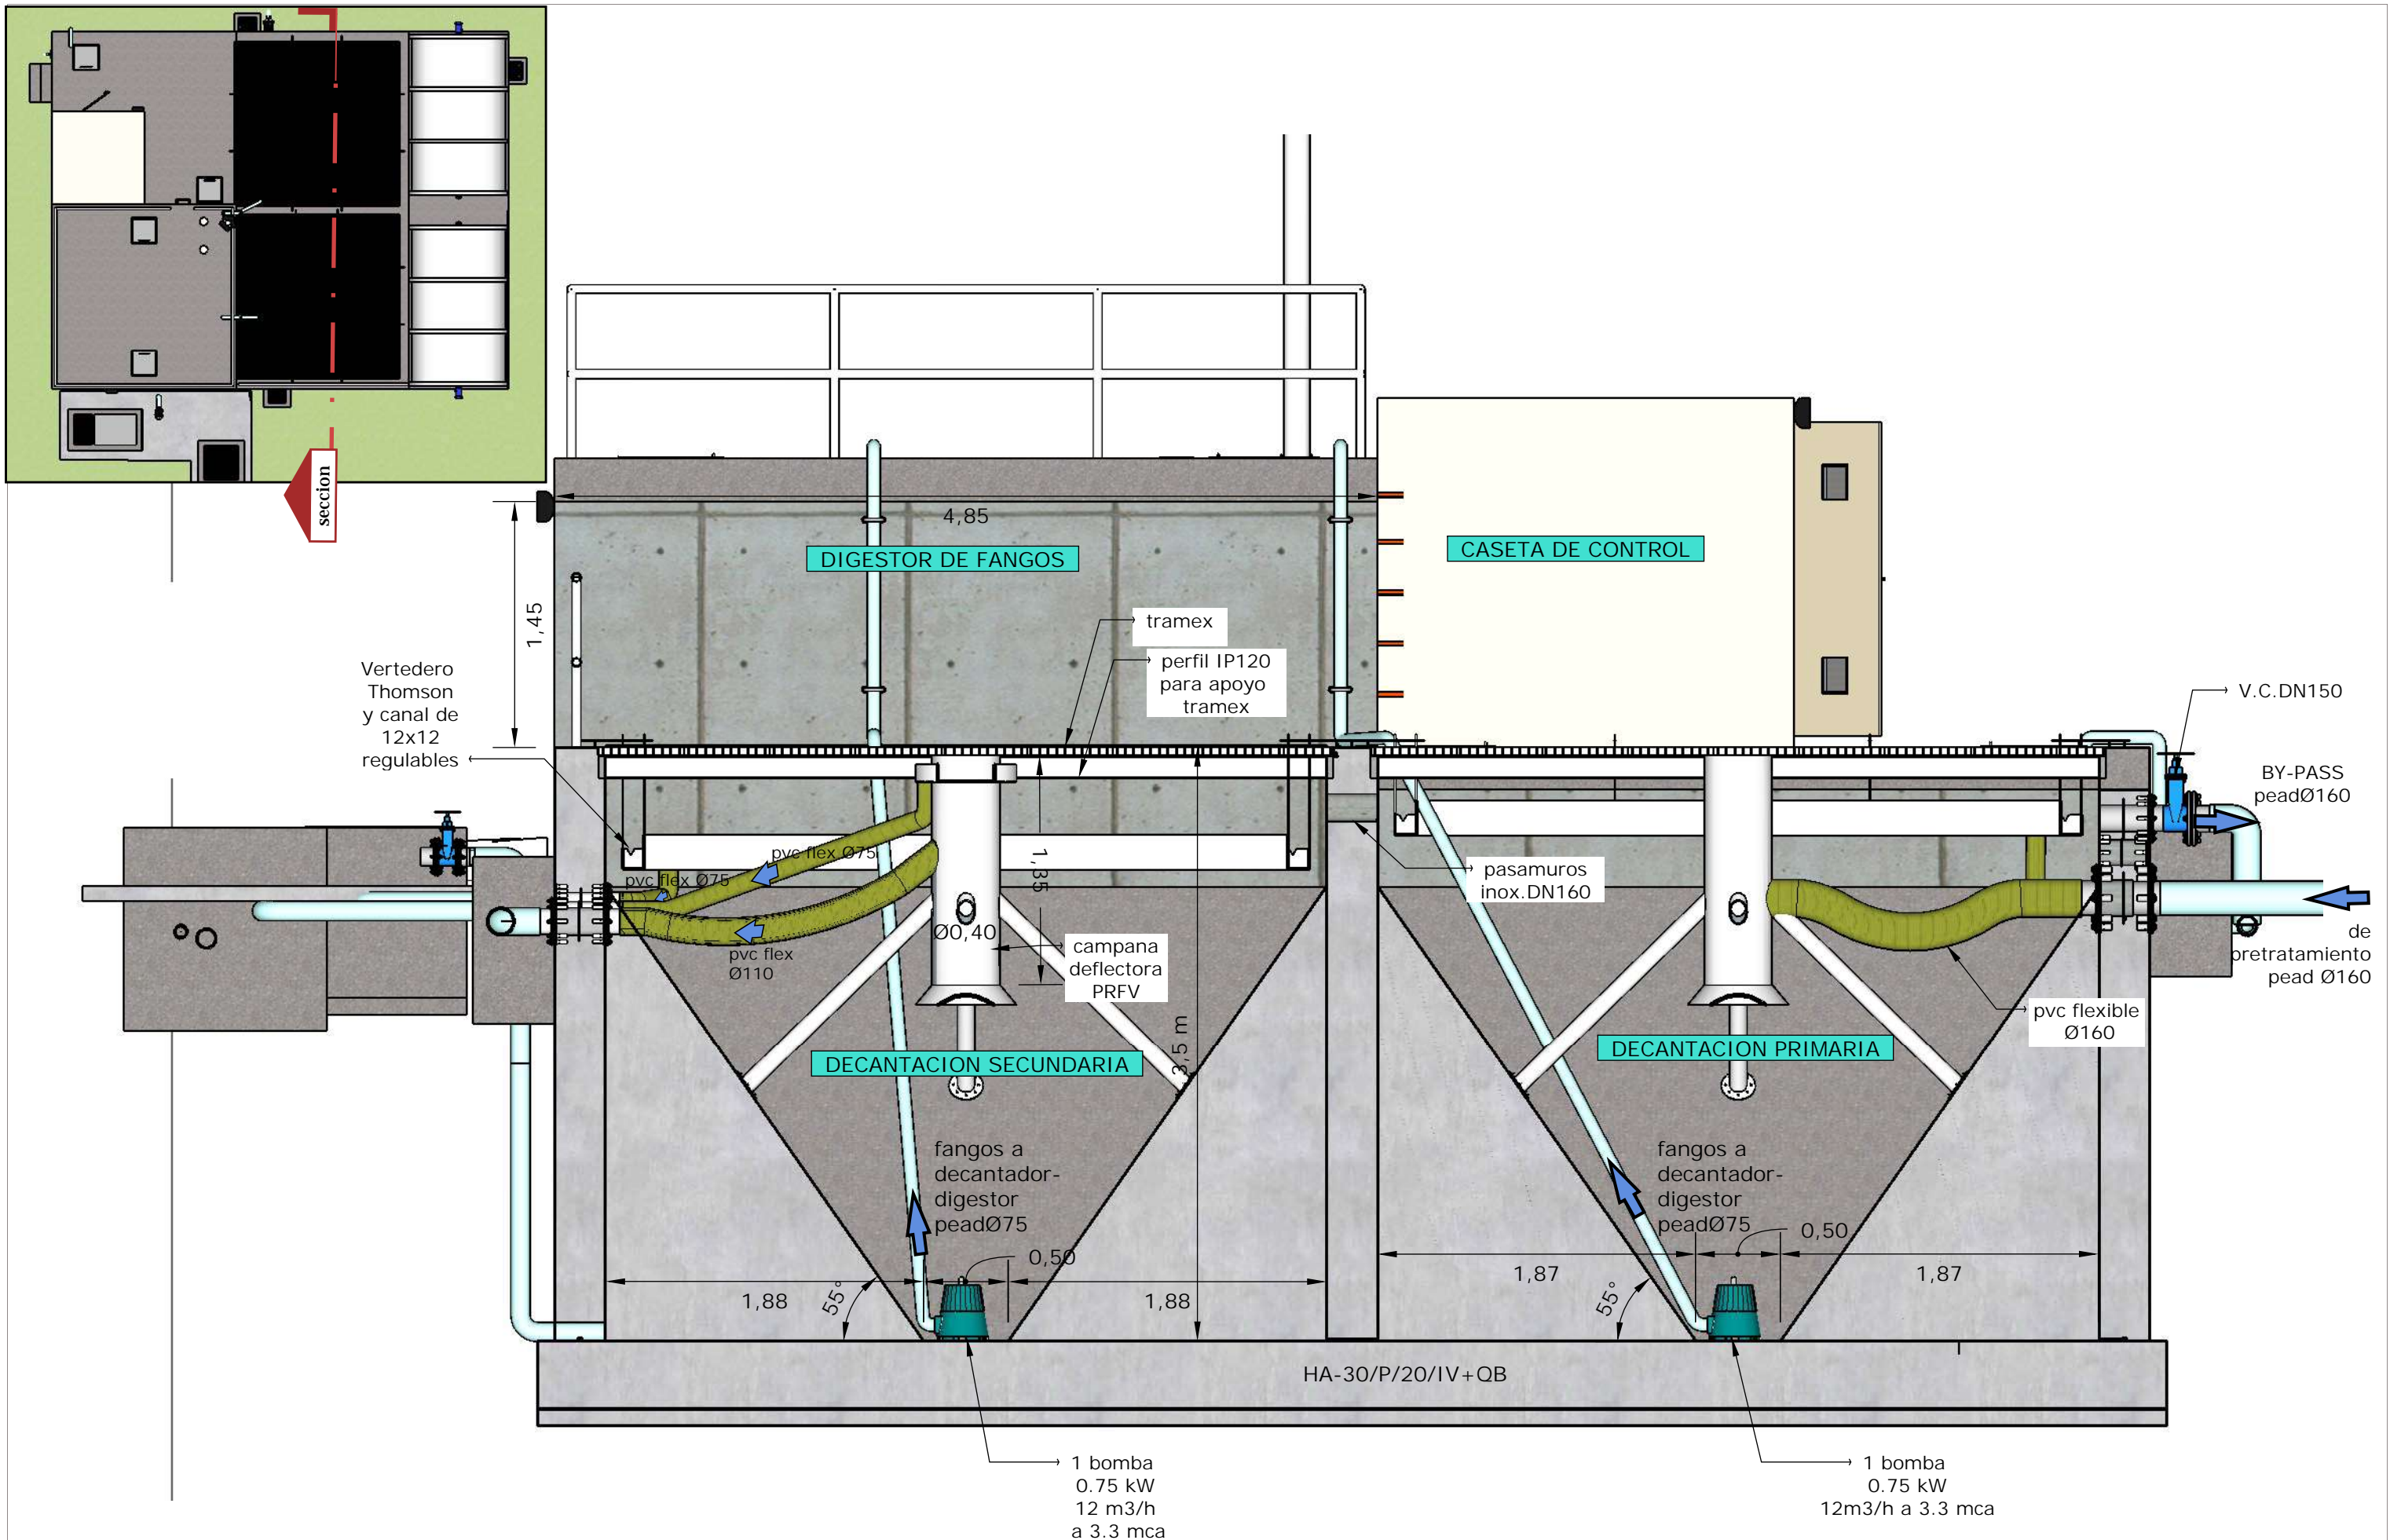 seccion
4,85
DIGESTOR DE FANGOS
CASETA DE CONTROL
1,45
tramex
perfil IP120
para apoyo
tramex
Vertedero
Thomson
y canal de
12x12
regulables
V.C.DN150
BY-PASS
peadØ160
pvc flex Ø75
pvc flex Ø75
1,35
pasamuros
inox.DN160
Ø0,40
pvc flex
Ø110
campana
deflectora
PRFV
de
pretratamiento
pead Ø160
pvc flexible
Ø160
3,5 m
DECANTACION SECUNDARIA
DECANTACION PRIMARIA
fangos a
decantador-
digestor
peadØ75
fangos a
decantador-
digestor
peadØ75
0,50
0,50
1,88
55°
1,88
1,87
55°
1,87
HA-30/P/20/IV+QB
1 bomba
0.75 kW
12 m3/h
a 3.3 mca
1 bomba
0.75 kW
12m3/h a 3.3 mca